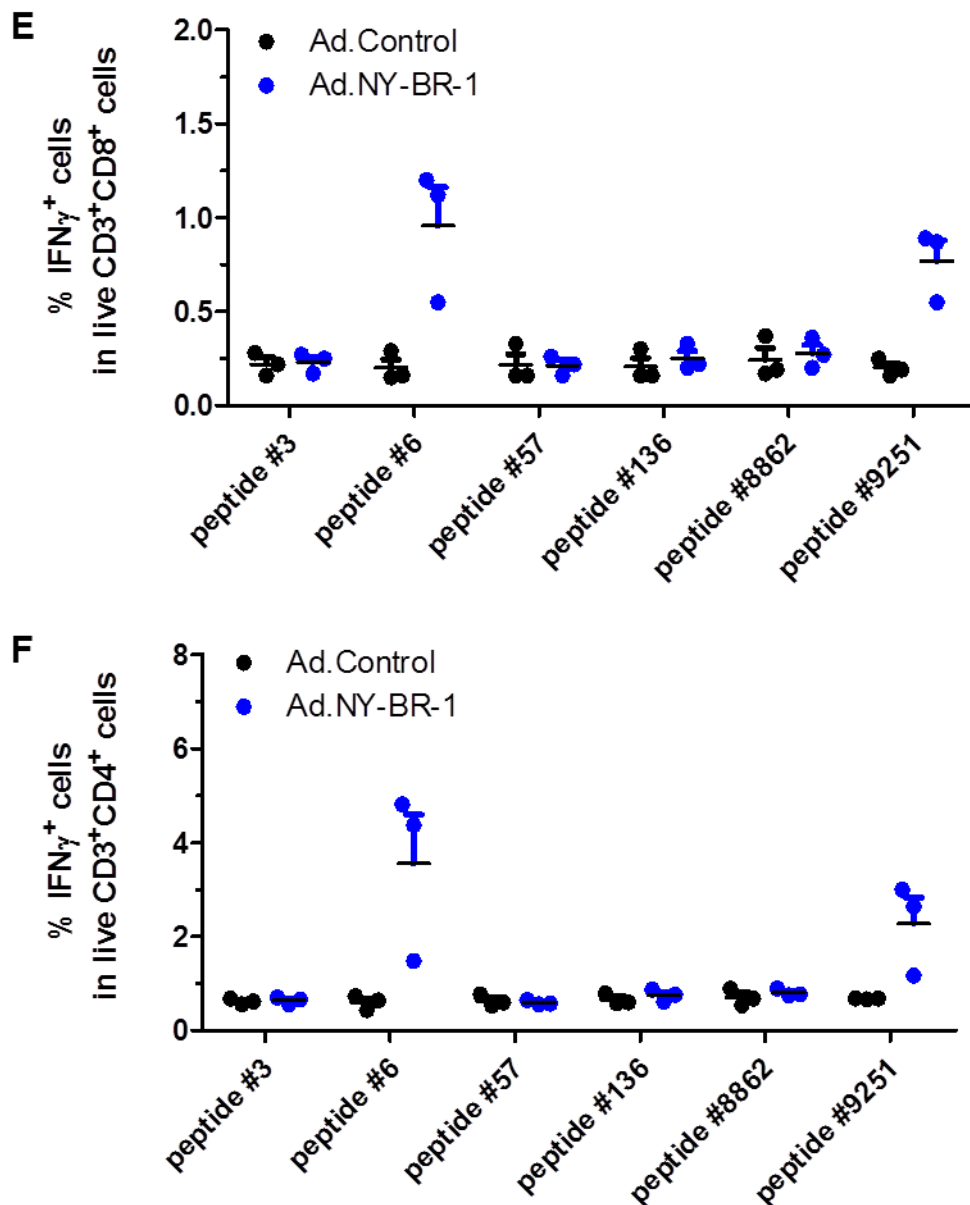 E
% IFNγ⁺ cells
in live CD3⁺CD8⁺ cells
2.0
1.5
1.0
0.5
0.0
Ad.Control
Ad.NY-BR-1
peptide #3
peptide #6
peptide #57
peptide #136
peptide #8862
peptide #9251
F
% IFNγ⁺ cells
in live CD3⁺CD4⁺ cells
8
6
4
2
0
Ad.Control
Ad.NY-BR-1
peptide #3
peptide #6
peptide #57
peptide #136
peptide #8862
peptide #9251